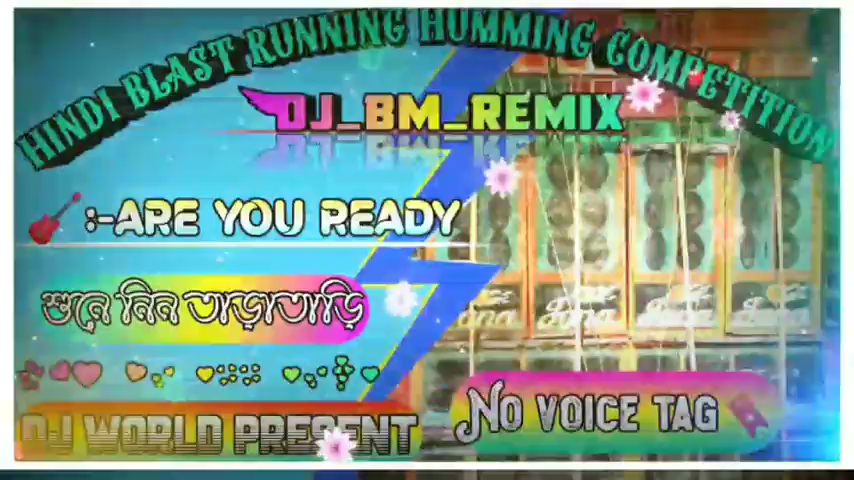 HINDI BLAST RUNNING HUMMING COMPETITION
DJ_BM_REMIX
:-ARE YOU READY
শুনে নিন তাড়াতাড়ি
DJ WORLD PRESENT
NO VOICE TAG